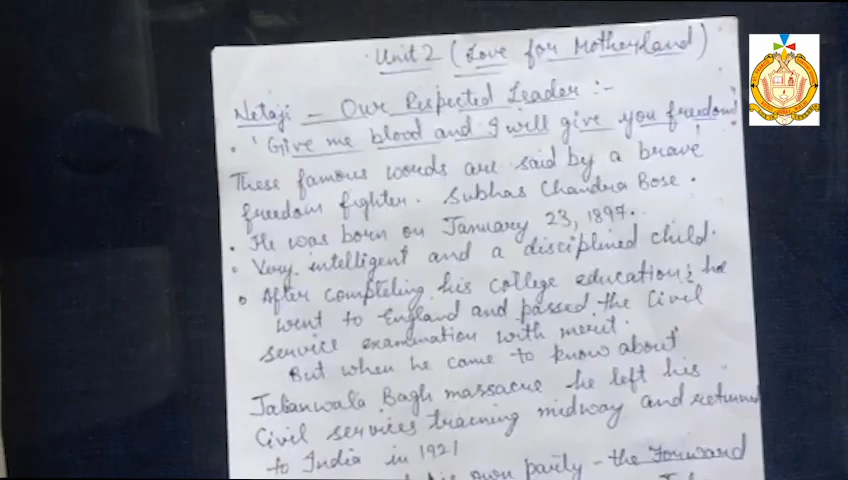 Unit 2 (Love for Motherland)
Netaji - Our Respected Leader :-
• 'Give me blood and I will give you freedom!
These famous words are said by a brave'
freedom fighter. Subhas Chandra Bose.
• He was born on January 23, 1897.
• Very intelligent and a disciplined child.
• After completing his college education; he
went to England and passed the Civil
service examination with merit.
But when he came to know about
Jalianwala Bagh massacre he left his
Civil services training midway and returned
to India in 1921
own party - the Forward